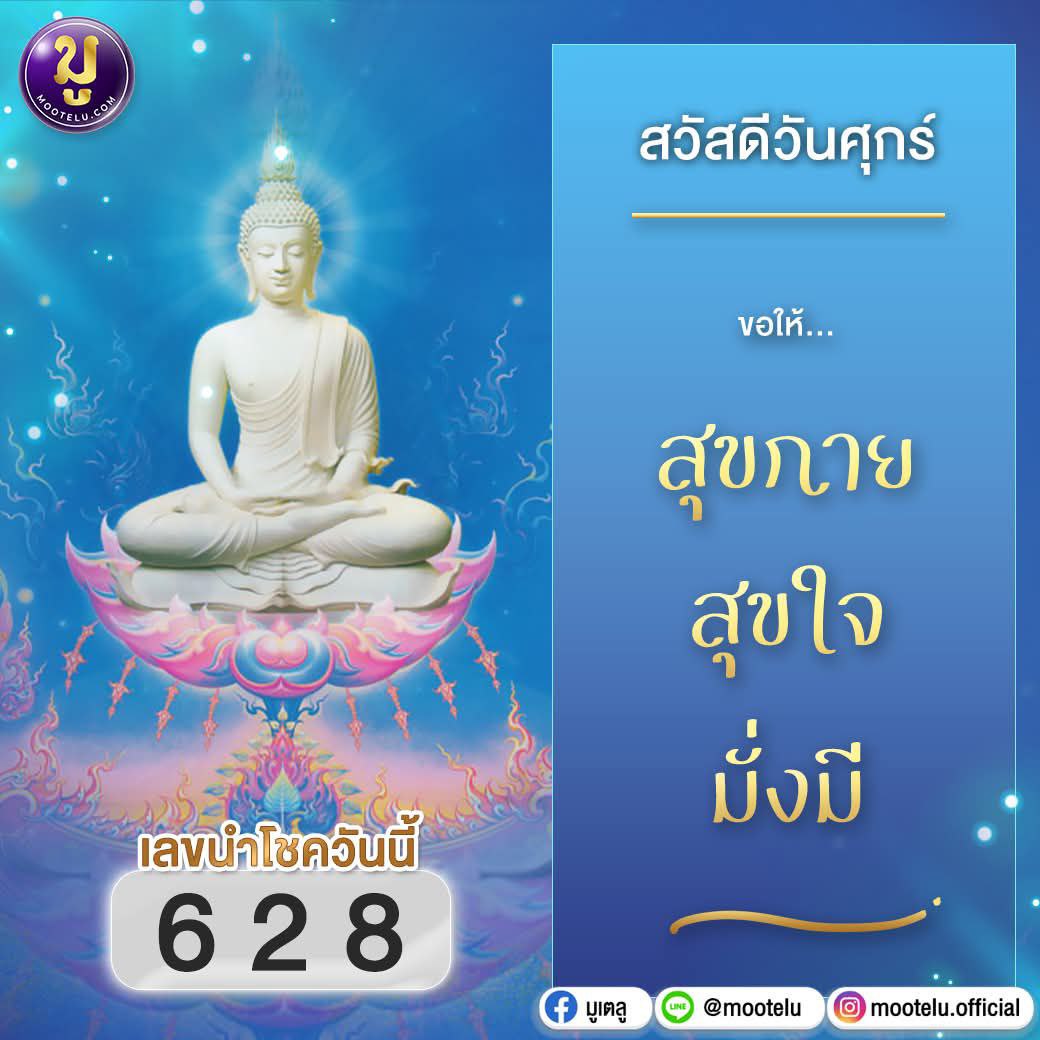 มู
MOOTELU.COM
สวัสดีวันศุกร์
ขอให้...
สุขกาย
สุขใจ
มั่งมี
เลขนำโชควันนี้
6 2 8
มูเตลู
LINE
@mootelu
mootelu.official